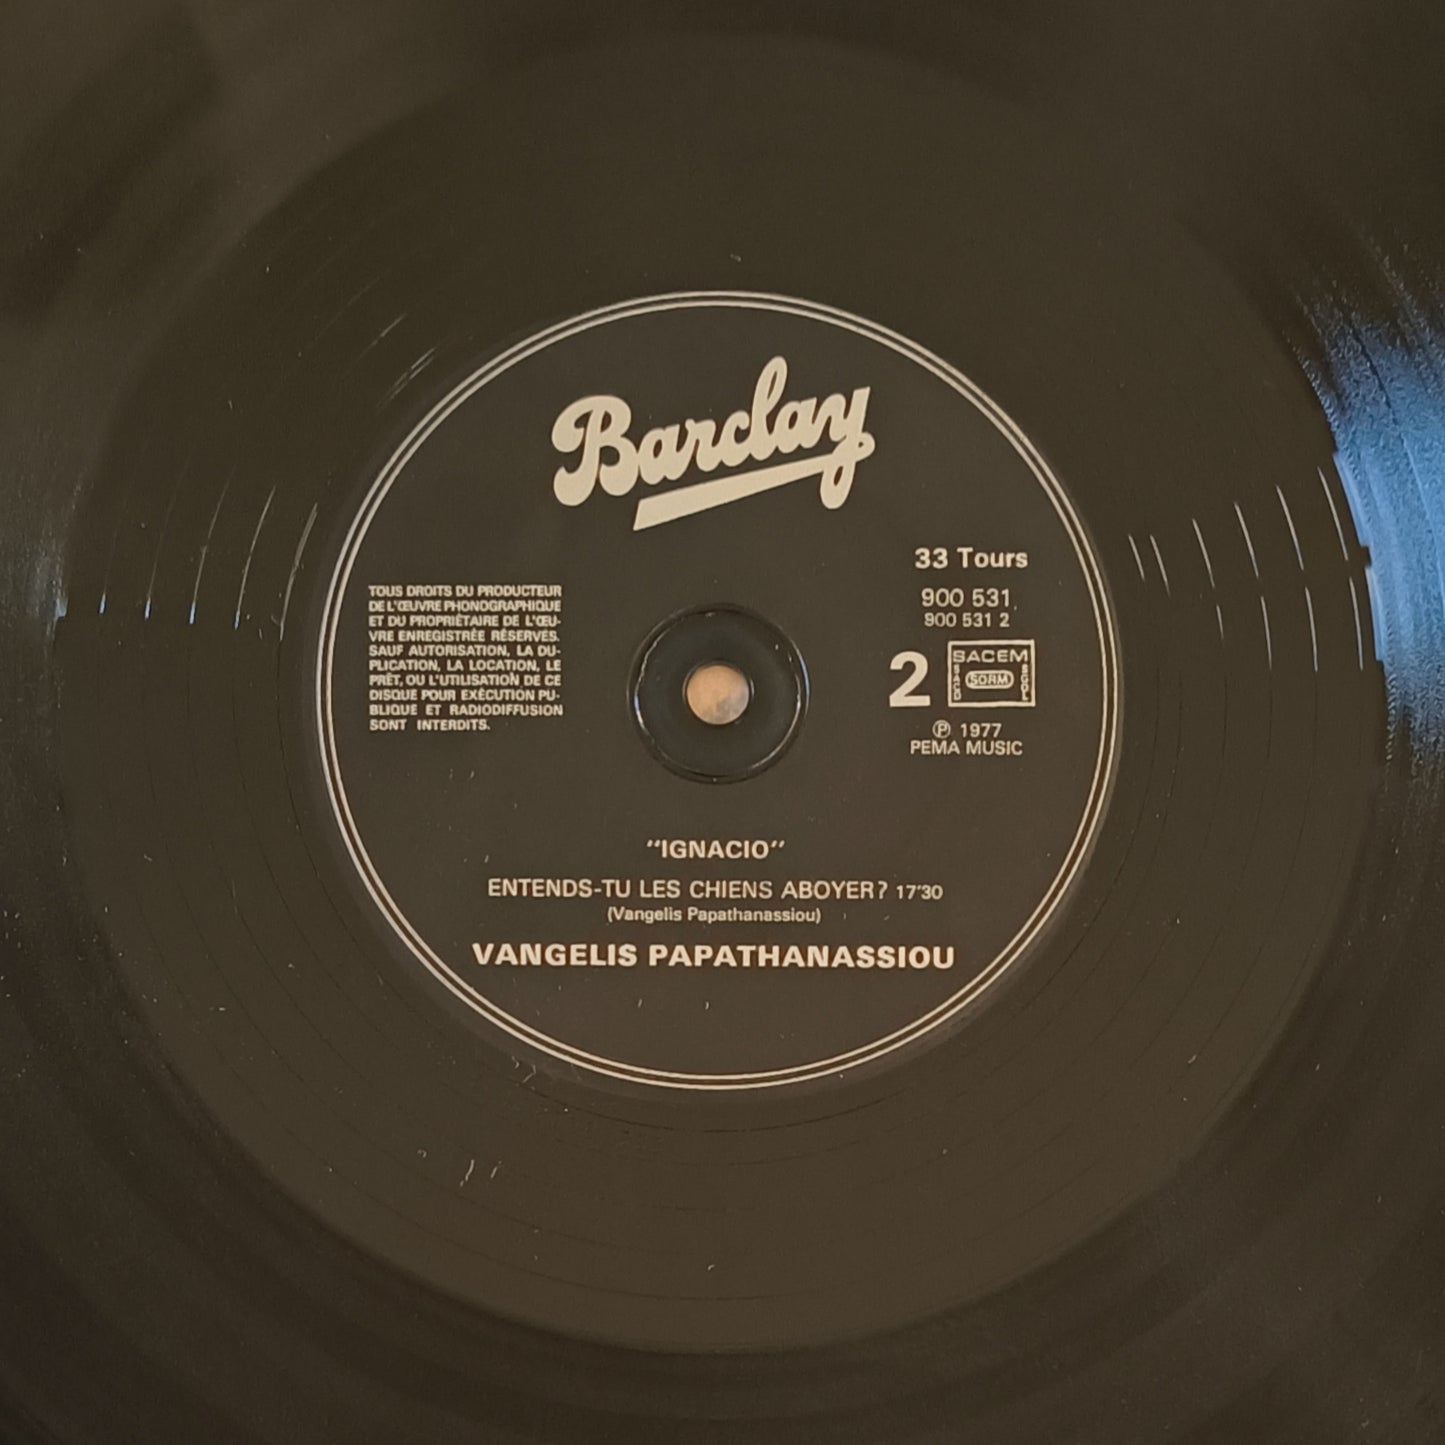 Barclay
33 Tours
900 531
900 531 2
2
SACEM
SACD
SDRM
SGDL
℗ 1977
PEMA MUSIC
TOUS DROITS DU PRODUCTEUR
DE L'ŒUVRE PHONOGRAPHIQUE
ET DU PROPRIÉTAIRE DE L'ŒU-
VRE ENREGISTRÉE RÉSERVÉS.
SAUF AUTORISATION, LA DU-
PLICATION, LA LOCATION, LE
PRÊT, OU L'UTILISATION DE CE
DISQUE POUR EXÉCUTION PU-
BLIQUE ET RADIODIFFUSION
SONT INTERDITS.
"IGNACIO"
ENTENDS-TU LES CHIENS ABOYER? 17'30
(Vangelis Papathanassiou)
VANGELIS PAPATHANASSIOU